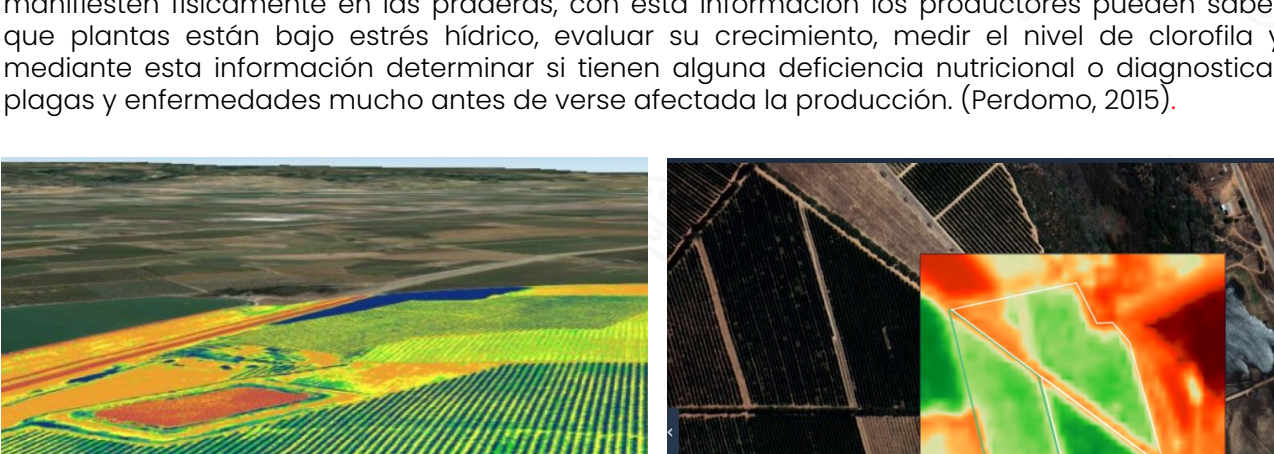 manifiesten físicamente en las praderas, con esta información los productores pueden sabe
que plantas están bajo estrés hídrico, evaluar su crecimiento, medir el nivel de clorofila y
mediante esta información determinar si tienen alguna deficiencia nutricional o diagnostica
plagas y enfermedades mucho antes de verse afectada la producción. (Perdomo, 2015).